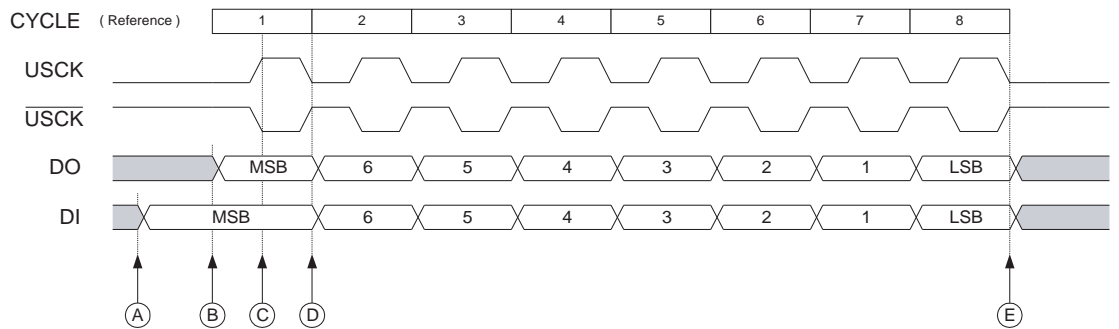 CYCLE ( Reference ) 1 2 3 4 5 6 7 8
USCK
USCK
DO MSB 6 5 4 3 2 1 LSB
DI MSB 6 5 4 3 2 1 LSB
A B C D E